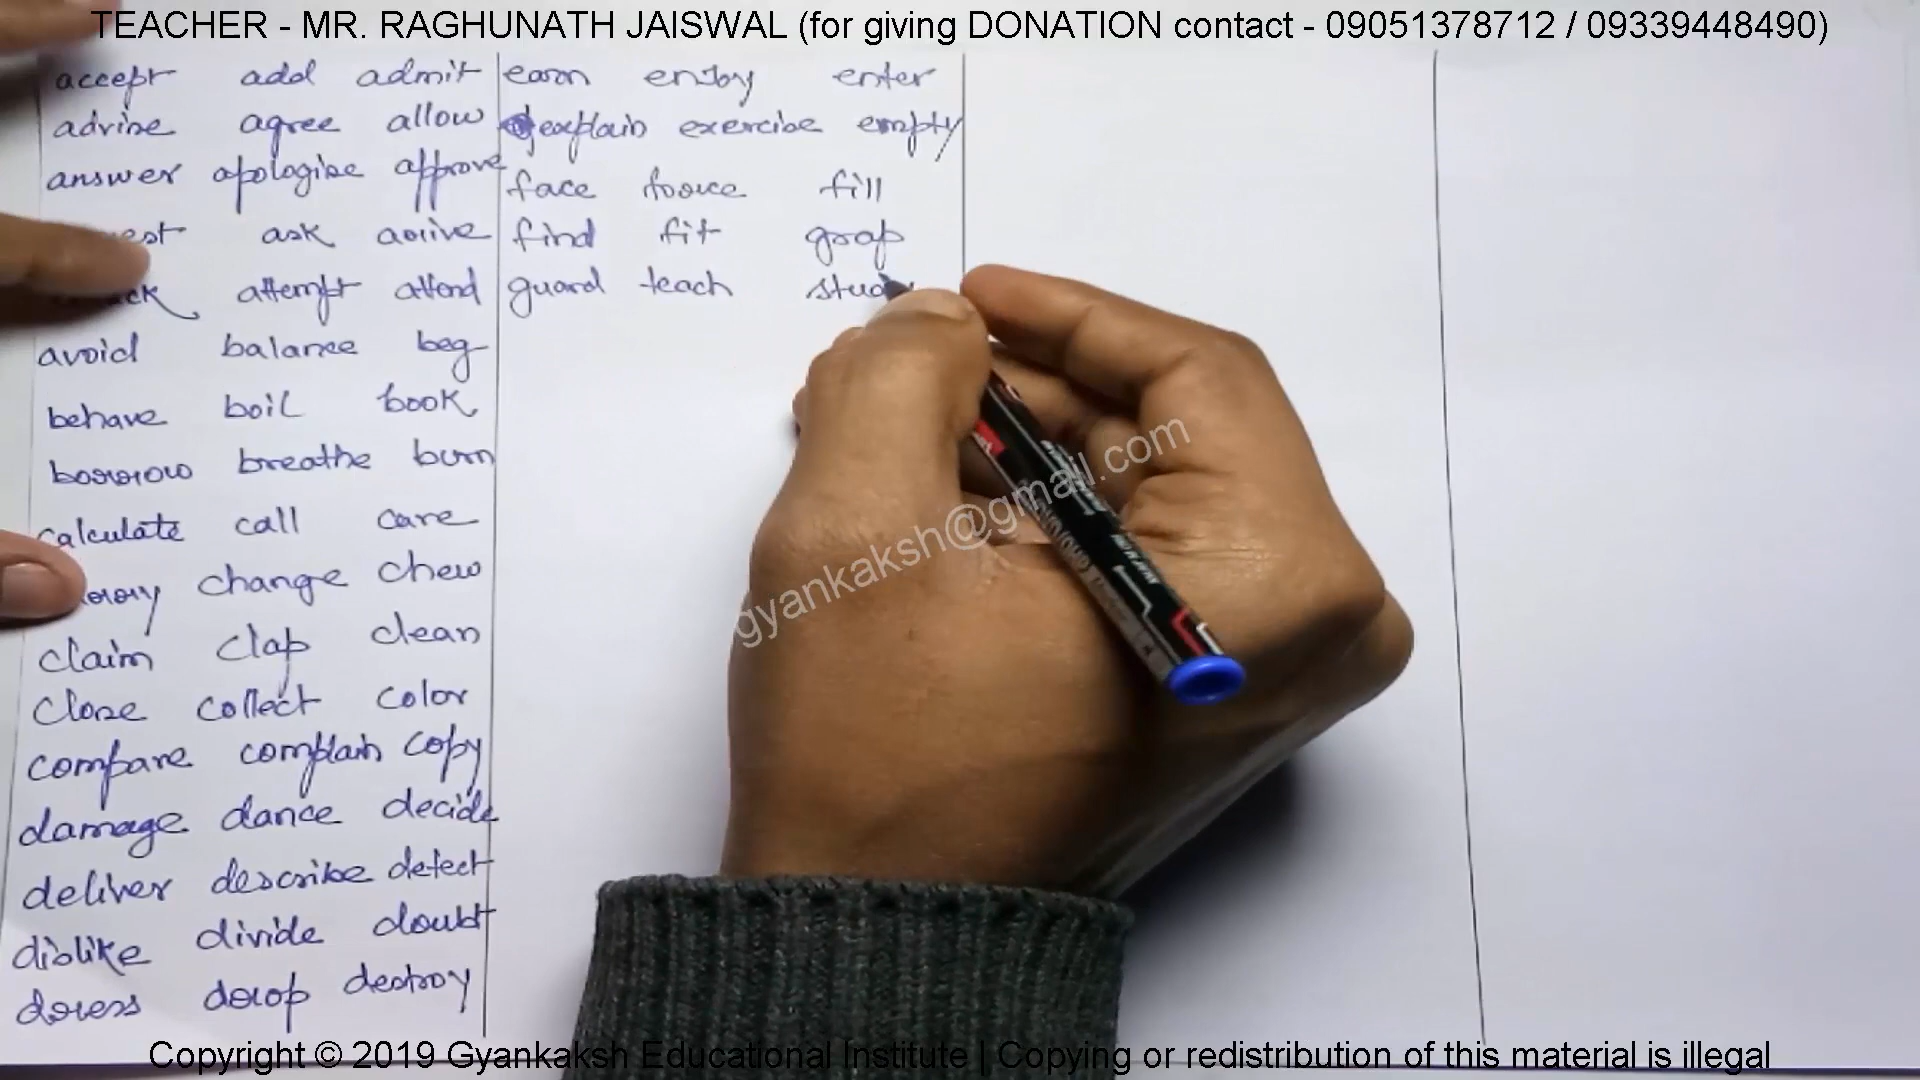 TEACHER - MR. RAGHUNATH JAISWAL (for giving DONATION contact - 09051378712 / 09339448490)
accept add admit
advise agree allow
answer apologise approve
ask arrive
attempt attend
avoid balance beg
behave boil book
borrow breathe burn
calculate call care
change chew
claim clap clean
close collect color
compare complain copy
damage dance decide
deliver describe detect
dislike divide doubt
dress drop destroy
earn enjoy enter
explain exercise empty
face force fill
find fit grap
guard teach
gyankaksh@gmail.com
Copyright © 2019 Gyankaksh Educational Institute | Copying or redistribution of this material is illegal